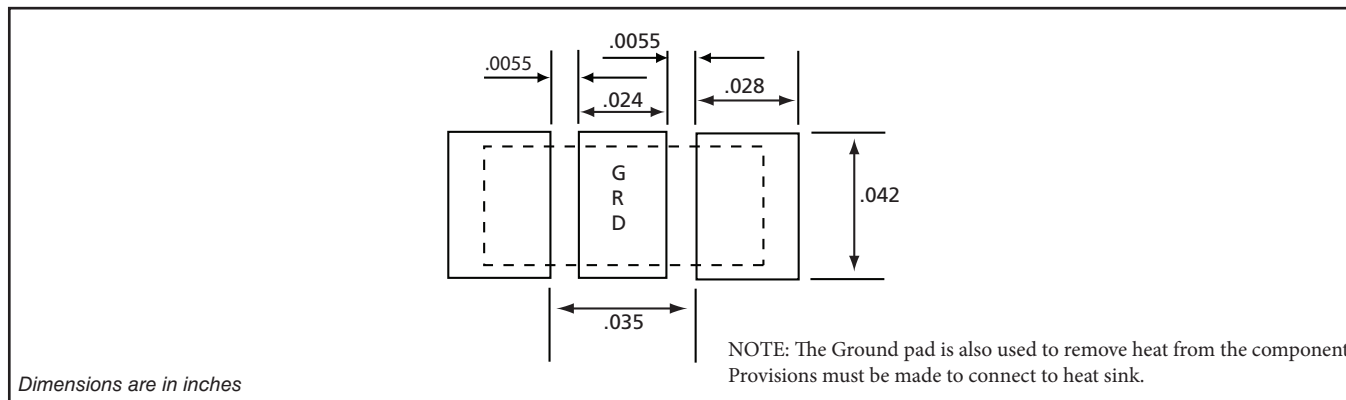 .0055
.0055
.024
.028
G
R
D
.042
.035
NOTE: The Ground pad is also used to remove heat from the component
Provisions must be made to connect to heat sink.
Dimensions are in inches